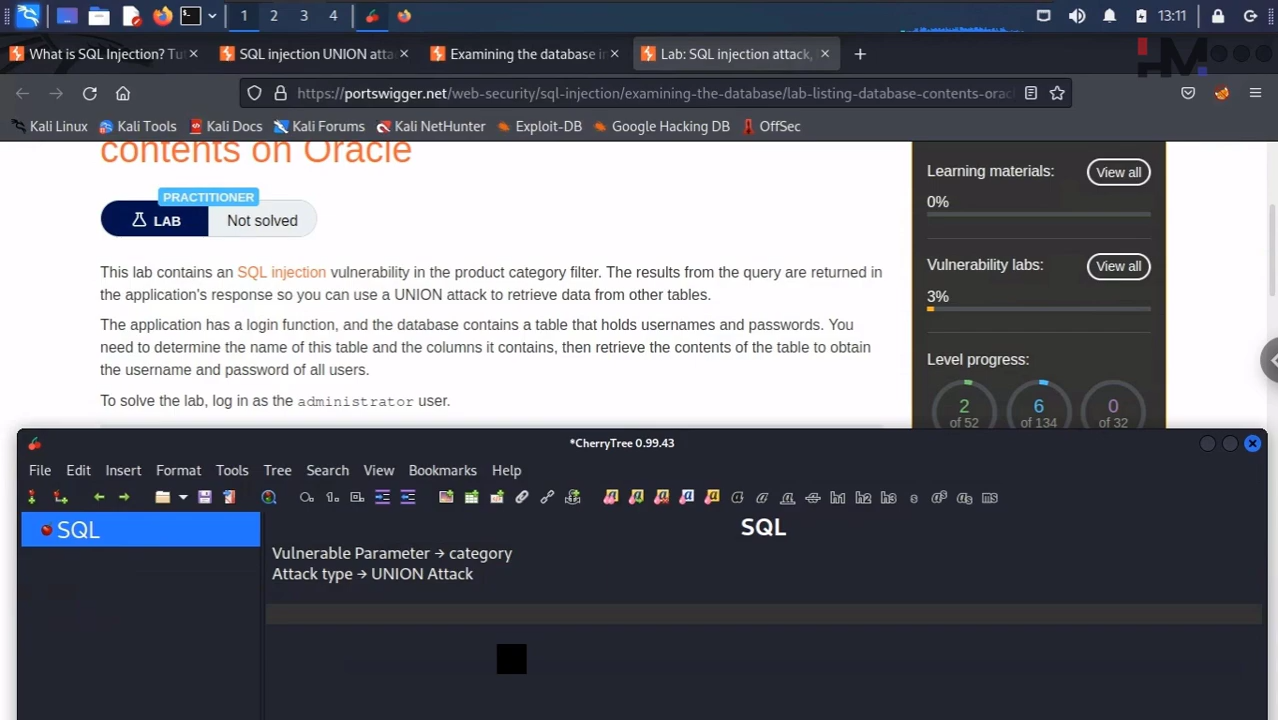 13:11
1 2 3 4
What is SQL Injection? Tut
SQL injection UNION atta
Examining the database in
Lab: SQL injection attack,
https://portswigger.net/web-security/sql-injection/examining-the-database/lab-listing-database-contents-orac
Kali Linux Kali Tools Kali Docs Kali Forums Kali NetHunter Exploit-DB Google Hacking DB OffSec
contents on Oracle
PRACTITIONER
LAB Not solved
This lab contains an SQL injection vulnerability in the product category filter. The results from the query are returned in
the application's response so you can use a UNION attack to retrieve data from other tables.
The application has a login function, and the database contains a table that holds usernames and passwords. You
need to determine the name of this table and the columns it contains, then retrieve the contents of the table to obtain
the username and password of all users.
To solve the lab, log in as the administrator user.
Learning materials: View all
0%
Vulnerability labs: View all
3%
Level progress:
2 6 0
of 52 of 134 of 32
*CherryTree 0.99.43
File Edit Insert Format Tools Tree Search View Bookmarks Help
h1 h2 h3 s
SQL
SQL
Vulnerable Parameter → category
Attack type → UNION Attack